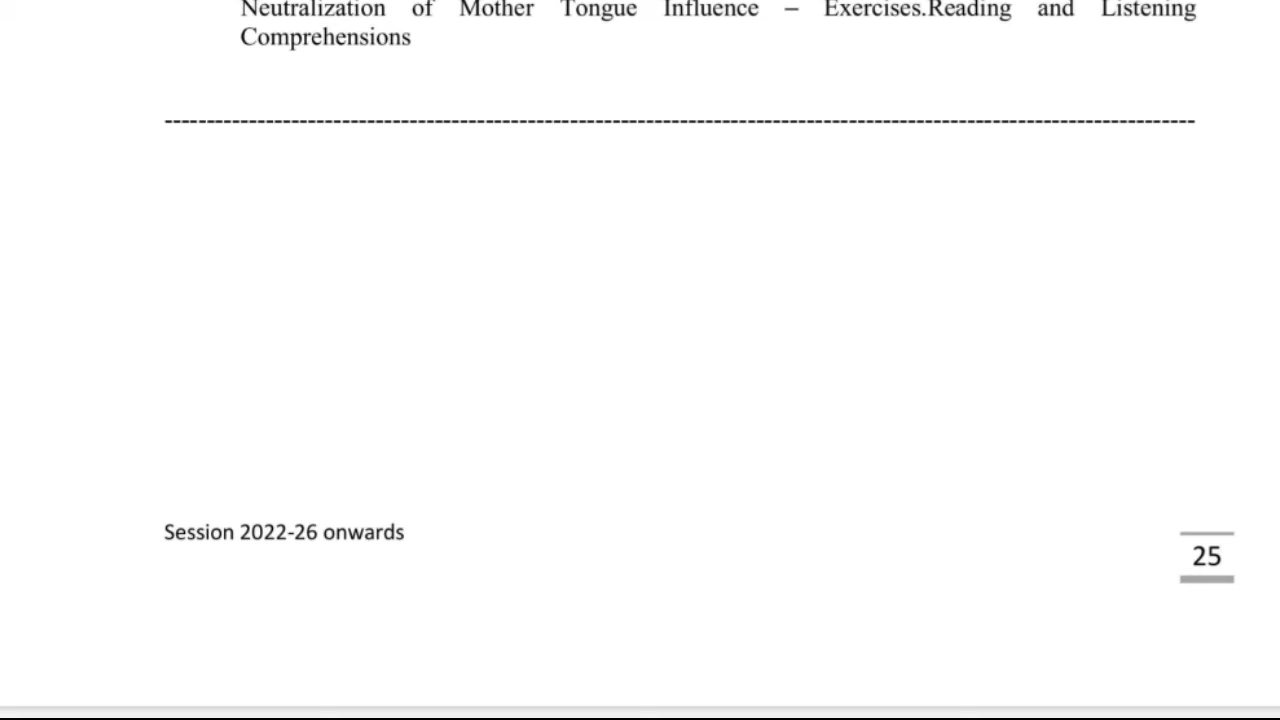 Neutralization of Mother Tongue Influence – Exercises.Reading and Listening
Comprehensions
---------------------------------------------------------------------------------------------------------------------------
Session 2022-26 onwards
25